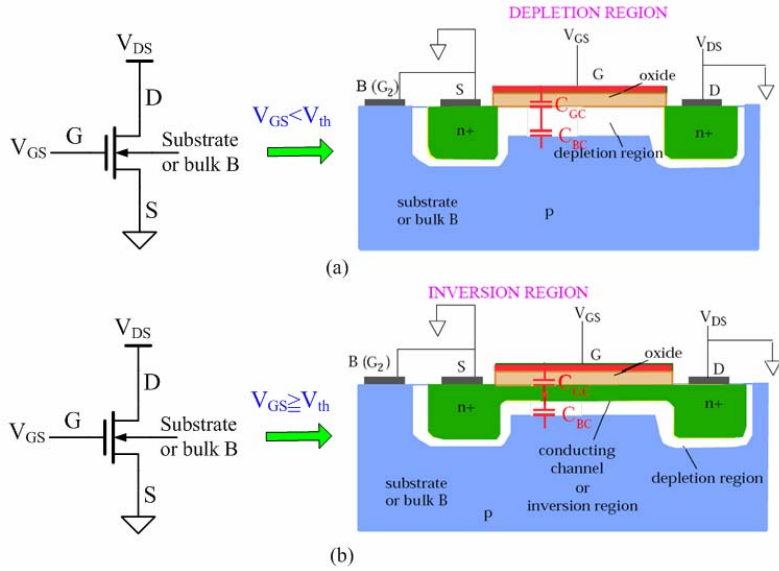 DEPLETION REGION
V_DS
D
G
V_GS
Substrate
or bulk B
S
V_GS<V_th
V_GS
V_DS
B (G_2)
S
G
D
oxide
C_GC
C_BC
n+
n+
depletion region
substrate
or bulk B
p
(a)
INVERSION REGION
V_DS
D
G
V_GS
Substrate
or bulk B
S
V_GS≧V_th
V_GS
V_DS
B (G_2)
S
G
D
oxide
C_GC
C_BC
n+
n+
conducting
channel
or
inversion region
depletion region
substrate
or bulk B
p
(b)